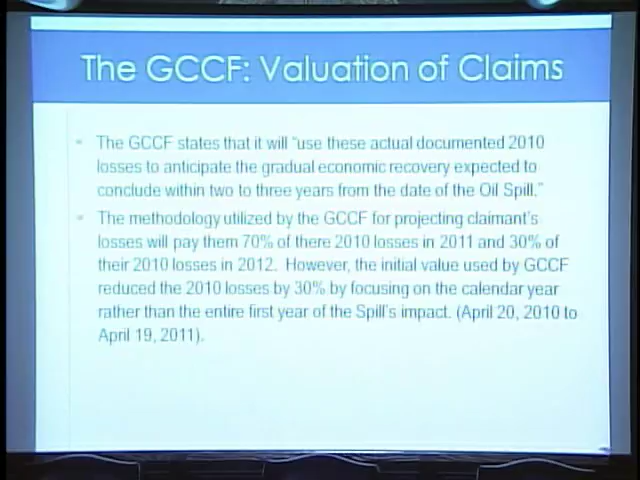 The GCCF: Valuation of Claims
The GCCF states that it will "use these actual documented 2010
losses to anticipate the gradual economic recovery expected to
conclude within two to three years from the date of the Oil Spill."
The methodology utilized by the GCCF for projecting claimant's
losses will pay them 70% of there 2010 losses in 2011 and 30% of
their 2010 losses in 2012. However, the initial value used by GCCF
reduced the 2010 losses by 30% by focusing on the calendar year
rather than the entire first year of the Spill's impact. (April 20, 2010 to
April 19, 2011).